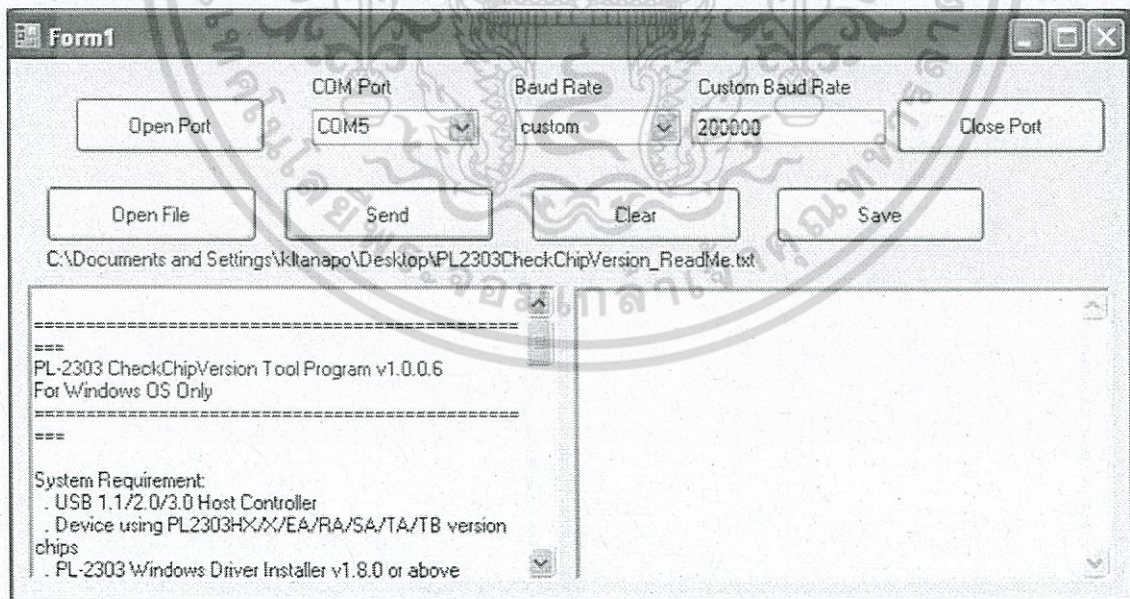 Form1
COM Port Baud Rate Custom Baud Rate
Open Port COM5 custom 200000 Close Port
Open File Send Clear Save
C:\Documents and Settings\kltanapo\Desktop\PL2303CheckChipVersion_ReadMe.txt
===============================================
===
PL-2303 CheckChipVersion Tool Program v1.0.0.6
For Windows OS Only
===============================================
===
System Requirement:
. USB 1.1/2.0/3.0 Host Controller
. Device using PL2303HX/X/EA/RA/SA/TA/TB version
chips
. PL-2303 Windows Driver Installer v1.8.0 or above